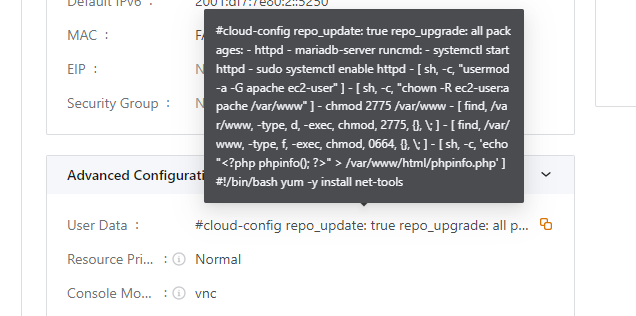 Default IPv6 : 2001:df7:7e80:2::5250
#cloud-config repo_update: true repo_upgrade: all pack
ages: - httpd - mariadb-server runcmd: - systemctl start
httpd - sudo systemctl enable httpd - [ sh, -c, "usermod
-a -G apache ec2-user" ] - [ sh, -c, "chown -R ec2-user:a
pache /var/www" ] - chmod 2775 /var/www - [ find, /va
r/www, -type, d, -exec, chmod, 2775, {}, \; ] - [ find, /var/
www, -type, f, -exec, chmod, 0664, {}, \; ] - [ sh, -c, 'echo
"<?php phpinfo(); ?>" > /var/www/html/phpinfo.php' ]
#!/bin/bash yum -y install net-tools
MAC :
EIP :
Security Group :
Advanced Configurati
User Data : #cloud-config repo_update: true repo_upgrade: all p...
Resource Pri... : Normal
Console Mo... : vnc